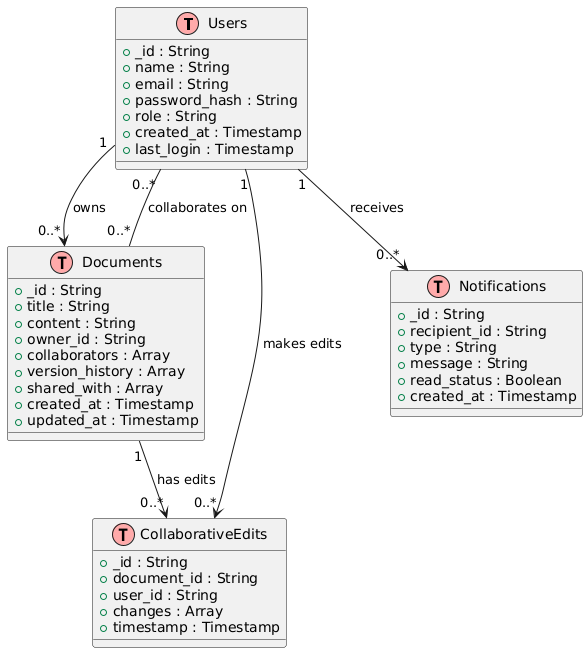 T Users
_id : String
name : String
email : String
password_hash : String
role : String
created_at : Timestamp
last_login : Timestamp
1
0..*
1
1
owns
collaborates on
receives
0..*
0..*
0..*
T Documents
_id : String
title : String
content : String
owner_id : String
collaborators : Array
version_history : Array
shared_with : Array
created_at : Timestamp
updated_at : Timestamp
T Notifications
_id : String
recipient_id : String
type : String
message : String
read_status : Boolean
created_at : Timestamp
makes edits
1
has edits
0..*
0..*
T CollaborativeEdits
_id : String
document_id : String
user_id : String
changes : Array
timestamp : Timestamp